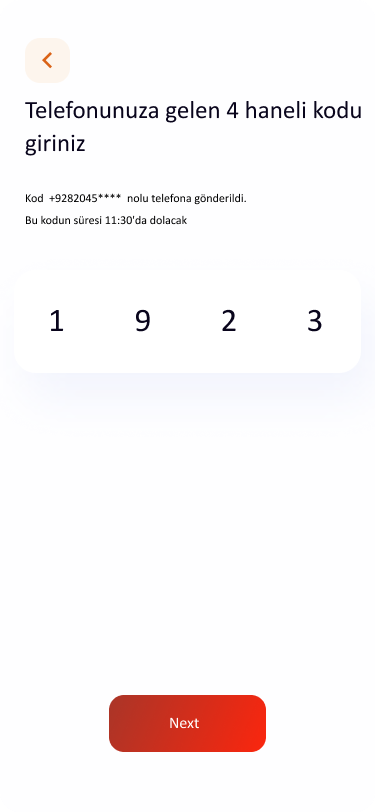 Telefonunuza gelen 4 haneli kodu
giriniz
Kod +9282045**** nolu telefona gönderildi.
Bu kodun süresi 11:30'da dolacak
1 9 2 3
Next